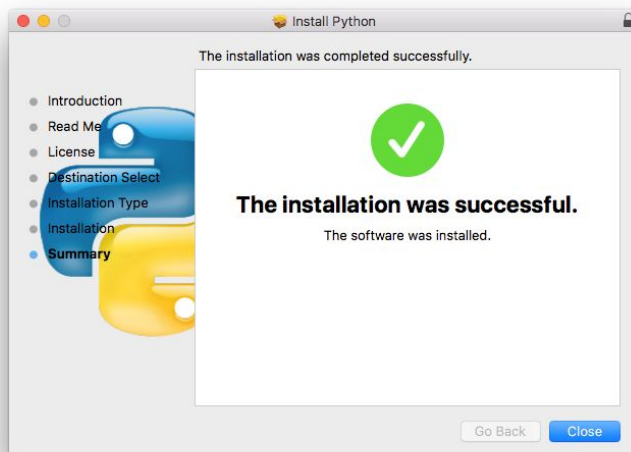 Install Python
The installation was completed successfully.
Introduction
Read Me
License
Destination Select
Installation Type
Installation
Summary
The installation was successful.
The software was installed.
Go Back
Close